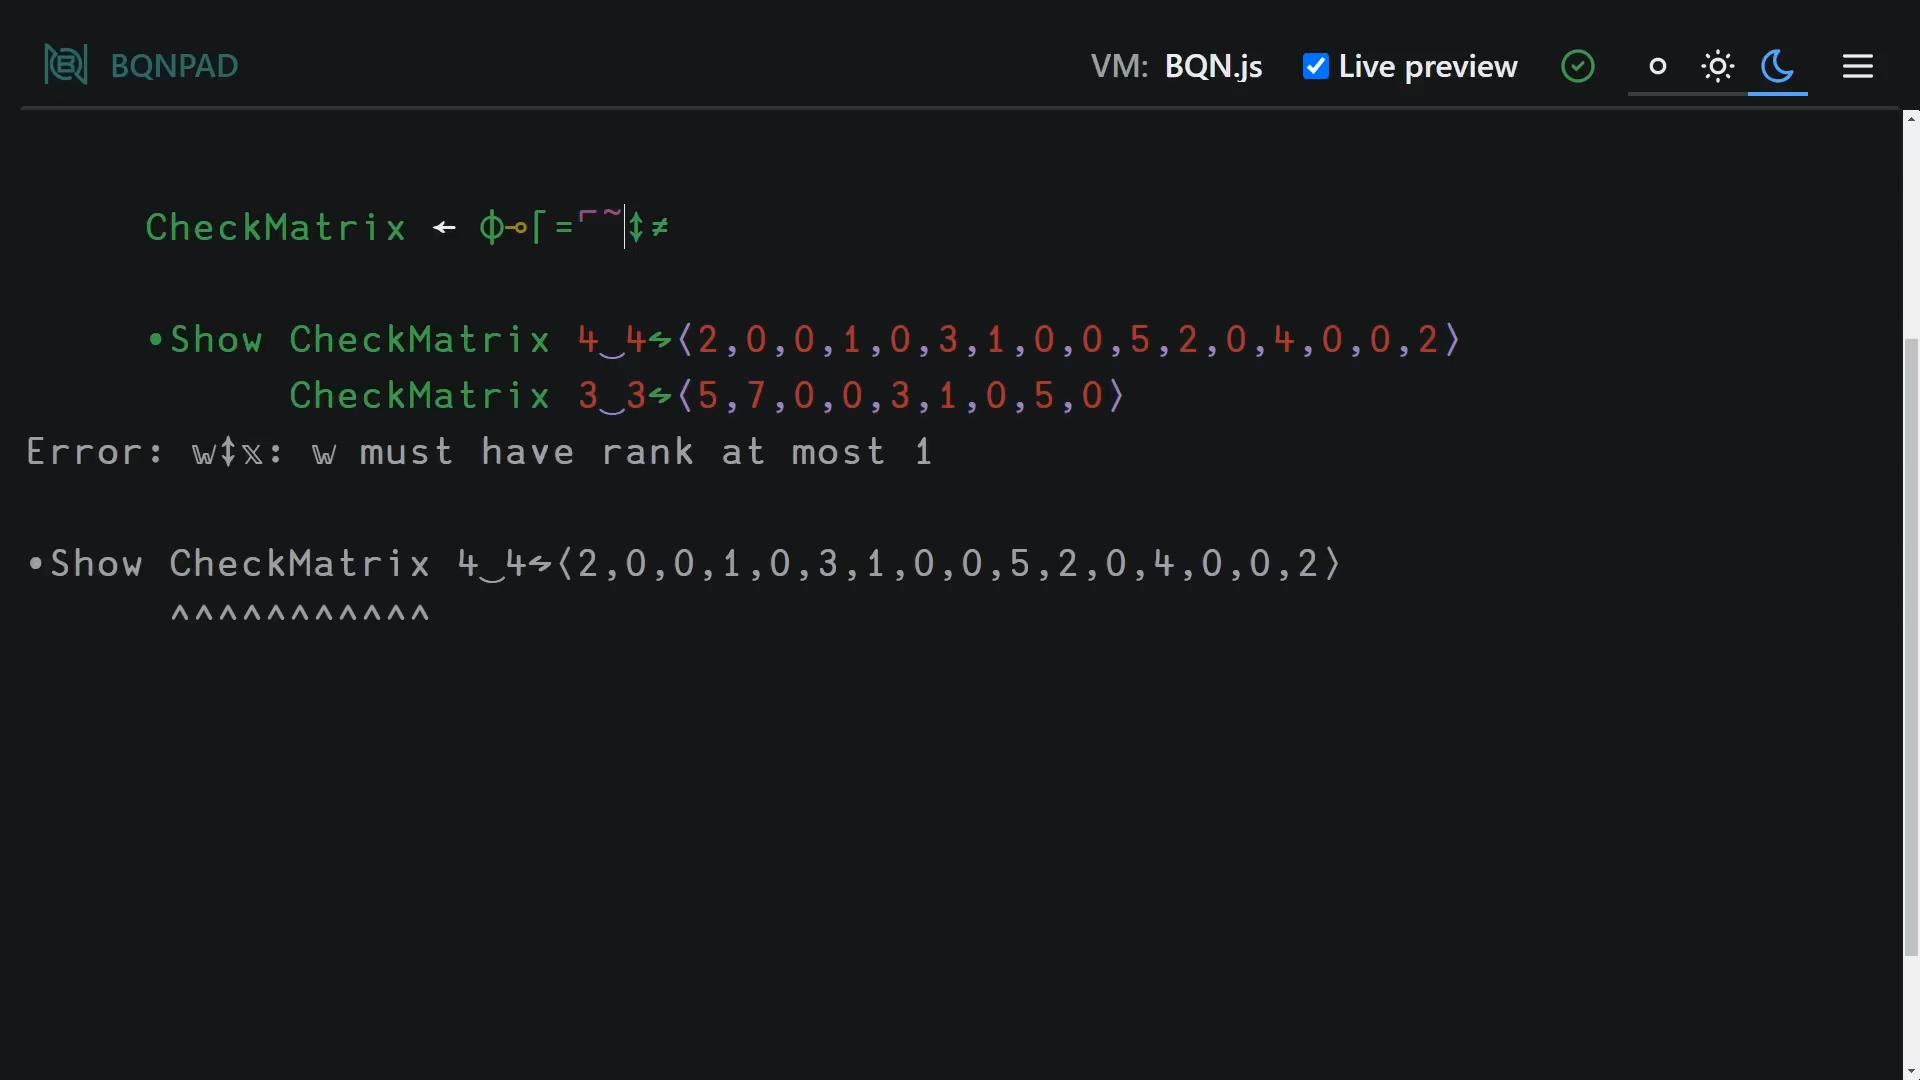 BQNPAD
VM: BQN.js Live preview
CheckMatrix ← ⌽⊸⌈=⌜˜↕≠
•Show CheckMatrix 4‿4⥊⟨2,0,0,1,0,3,1,0,0,5,2,0,4,0,0,2⟩
CheckMatrix 3‿3⥊⟨5,7,0,0,3,1,0,5,0⟩
Error: 𝕨↕𝕩: 𝕨 must have rank at most 1
•Show CheckMatrix 4‿4⥊⟨2,0,0,1,0,3,1,0,0,5,2,0,4,0,0,2⟩
^^^^^^^^^^^